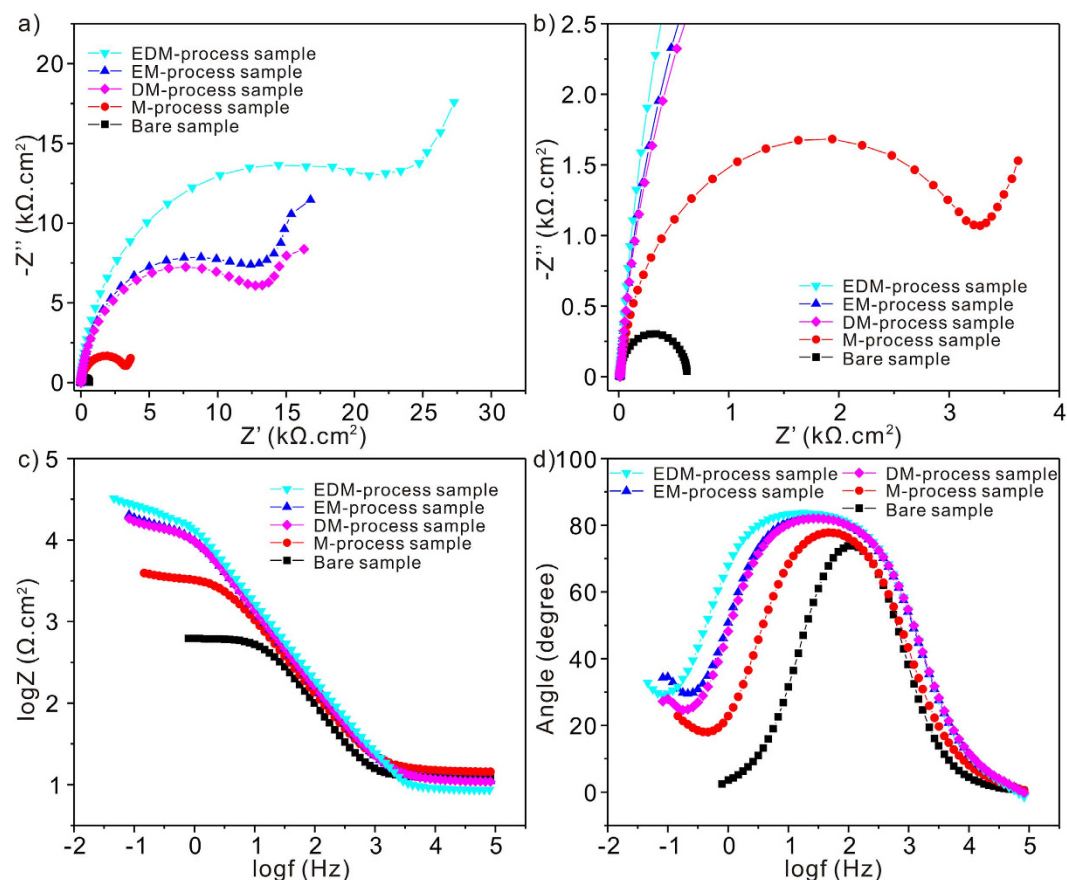 a)
25
20
15
10
5
0
-Z'' (kΩ.cm²)
EDM-process sample
EM-process sample
DM-process sample
M-process sample
Bare sample
0 5 10 15 20 25 30
Z' (kΩ.cm²)
b)
2.5
2.0
1.5
1.0
0.5
0.0
-Z'' (kΩ.cm²)
EDM-process sample
EM-process sample
DM-process sample
M-process sample
Bare sample
0 1 2 3 4
Z' (kΩ.cm²)
c)
5
4
3
2
1
logZ (Ω.cm²)
EDM-process sample
EM-process sample
DM-process sample
M-process sample
Bare sample
-2 -1 0 1 2 3 4 5
logf (Hz)
d)
100
80
60
40
20
0
Angle (degree)
EDM-process sample
EM-process sample
DM-process sample
M-process sample
Bare sample
-2 -1 0 1 2 3 4 5
logf (Hz)